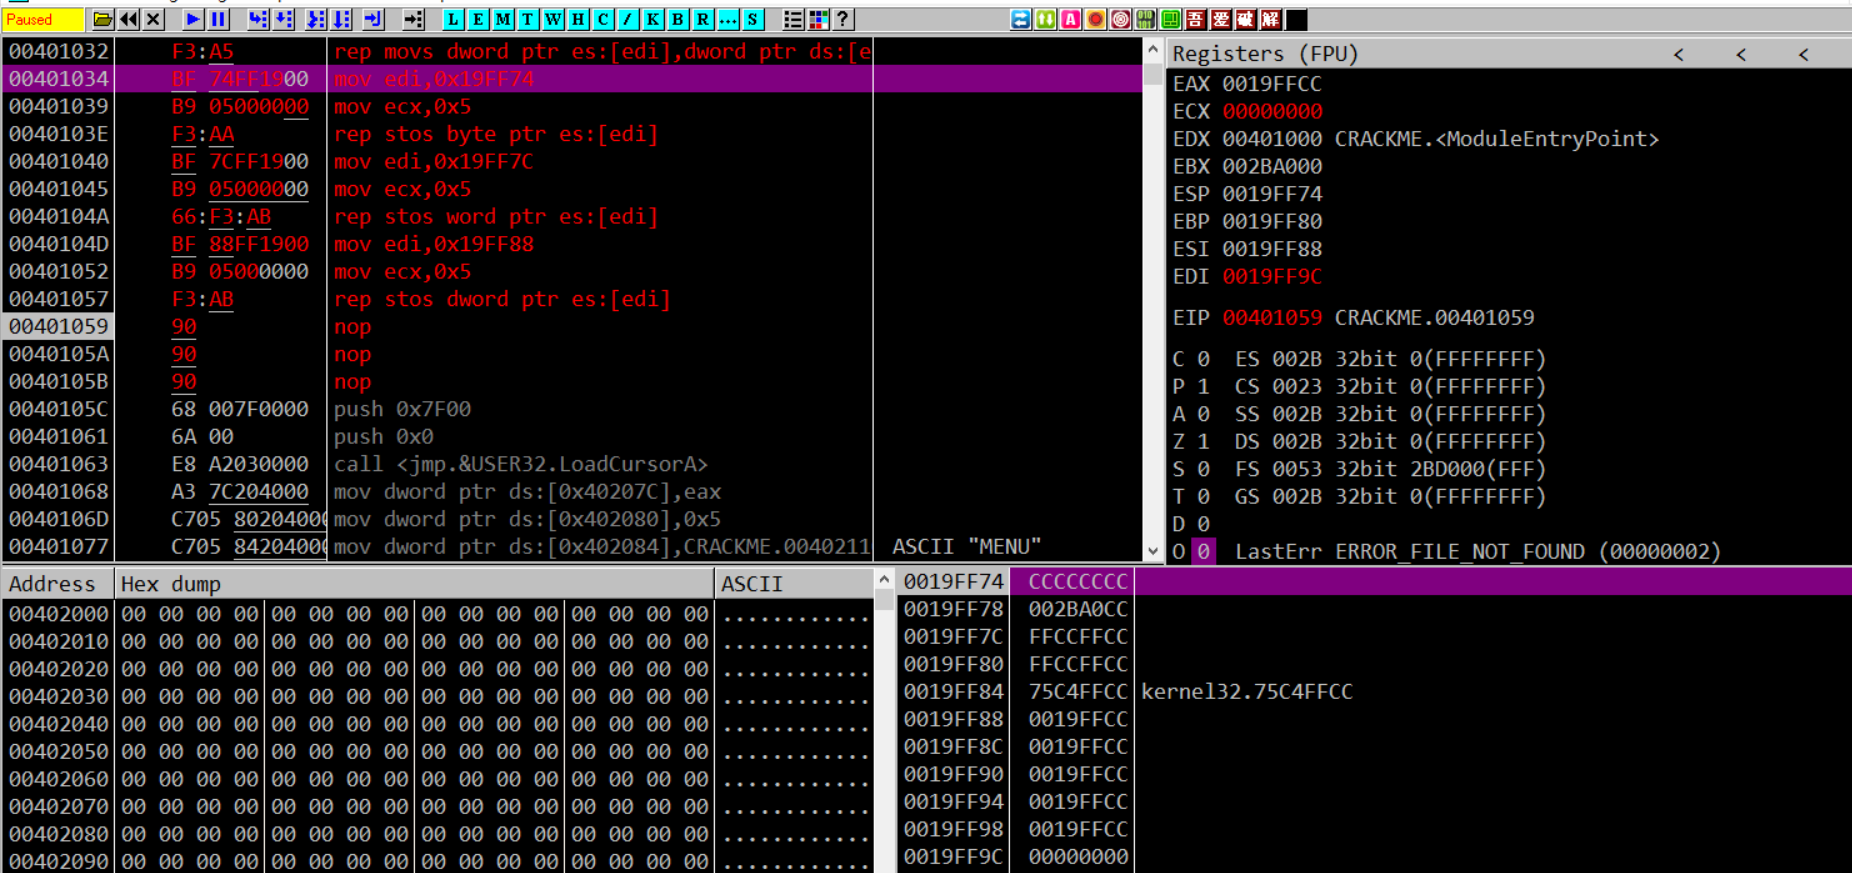 Paused
L E M T W H C / K B R ... S ?
A 吾 爱 破 解
00401032 F3:A5 rep movs dword ptr es:[edi],dword ptr ds:[e
00401034 BF 74FF1900 mov edi,0x19FF74
00401039 B9 05000000 mov ecx,0x5
0040103E F3:AA rep stos byte ptr es:[edi]
00401040 BF 7CFF1900 mov edi,0x19FF7C
00401045 B9 05000000 mov ecx,0x5
0040104A 66:F3:AB rep stos word ptr es:[edi]
0040104D BF 88FF1900 mov edi,0x19FF88
00401052 B9 05000000 mov ecx,0x5
00401057 F3:AB rep stos dword ptr es:[edi]
00401059 90 nop
0040105A 90 nop
0040105B 90 nop
0040105C 68 007F0000 push 0x7F00
00401061 6A 00 push 0x0
00401063 E8 A2030000 call <jmp.&USER32.LoadCursorA>
00401068 A3 7C204000 mov dword ptr ds:[0x40207C],eax
0040106D C705 80204000 mov dword ptr ds:[0x402080],0x5
00401077 C705 84204000 mov dword ptr ds:[0x402084],CRACKME.0040211 ASCII "MENU"
Registers (FPU) < < <
EAX 0019FFCC
ECX 00000000
EDX 00401000 CRACKME.<ModuleEntryPoint>
EBX 002BA000
ESP 0019FF74
EBP 0019FF80
ESI 0019FF88
EDI 0019FF9C
EIP 00401059 CRACKME.00401059
C 0 ES 002B 32bit 0(FFFFFFFF)
P 1 CS 0023 32bit 0(FFFFFFFF)
A 0 SS 002B 32bit 0(FFFFFFFF)
Z 1 DS 002B 32bit 0(FFFFFFFF)
S 0 FS 0053 32bit 2BD000(FFF)
T 0 GS 002B 32bit 0(FFFFFFFF)
D 0
O 0 LastErr ERROR_FILE_NOT_FOUND (00000002)
Address Hex dump ASCII
00402000 00 00 00 00 00 00 00 00 00 00 00 00 00 00 00 00 ............
00402010 00 00 00 00 00 00 00 00 00 00 00 00 00 00 00 00 ............
00402020 00 00 00 00 00 00 00 00 00 00 00 00 00 00 00 00 ............
00402030 00 00 00 00 00 00 00 00 00 00 00 00 00 00 00 00 ............
00402040 00 00 00 00 00 00 00 00 00 00 00 00 00 00 00 00 ............
00402050 00 00 00 00 00 00 00 00 00 00 00 00 00 00 00 00 ............
00402060 00 00 00 00 00 00 00 00 00 00 00 00 00 00 00 00 ............
00402070 00 00 00 00 00 00 00 00 00 00 00 00 00 00 00 00 ............
00402080 00 00 00 00 00 00 00 00 00 00 00 00 00 00 00 00 ............
00402090 00 00 00 00 00 00 00 00 00 00 00 00 00 00 00 00 ............
0019FF74 CCCCCCCC
0019FF78 002BA0CC
0019FF7C FFCCFFCC
0019FF80 FFCCFFCC
0019FF84 75C4FFCC kernel32.75C4FFCC
0019FF88 0019FFCC
0019FF8C 0019FFCC
0019FF90 0019FFCC
0019FF94 0019FFCC
0019FF98 0019FFCC
0019FF9C 00000000